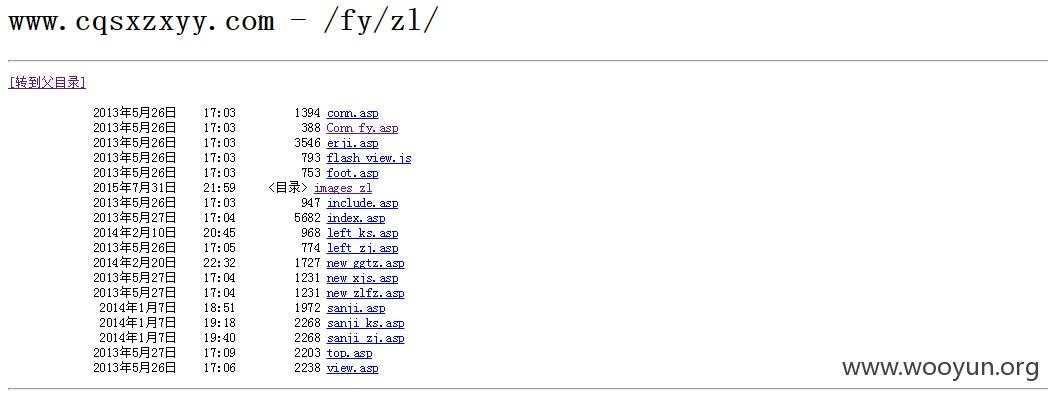 www.cqsxzxyy.com - /fy/zl/
[转到父目录]
2013年5月26日 17:03 1394 conn.asp
2013年5月26日 17:03 388 Conn_fy.asp
2013年5月26日 17:03 3546 erji.asp
2013年5月26日 17:03 793 flash_view.js
2013年5月26日 17:03 753 foot.asp
2015年7月31日 21:59 <目录> images_zl
2013年5月26日 17:03 947 include.asp
2013年5月27日 17:04 5682 index.asp
2014年2月10日 20:45 968 left_ks.asp
2013年5月26日 17:05 774 left_zj.asp
2014年2月20日 22:32 1727 new_ggtz.asp
2013年5月27日 17:04 1231 new_xjs.asp
2013年5月27日 17:04 1231 new_zlfz.asp
2014年1月7日 18:51 1972 sanji.asp
2014年1月7日 19:18 2268 sanji_ks.asp
2014年1月7日 19:40 2268 sanji_zj.asp
2013年5月27日 17:09 2203 top.asp
2013年5月26日 17:06 2238 view.asp
www.wooyun.org